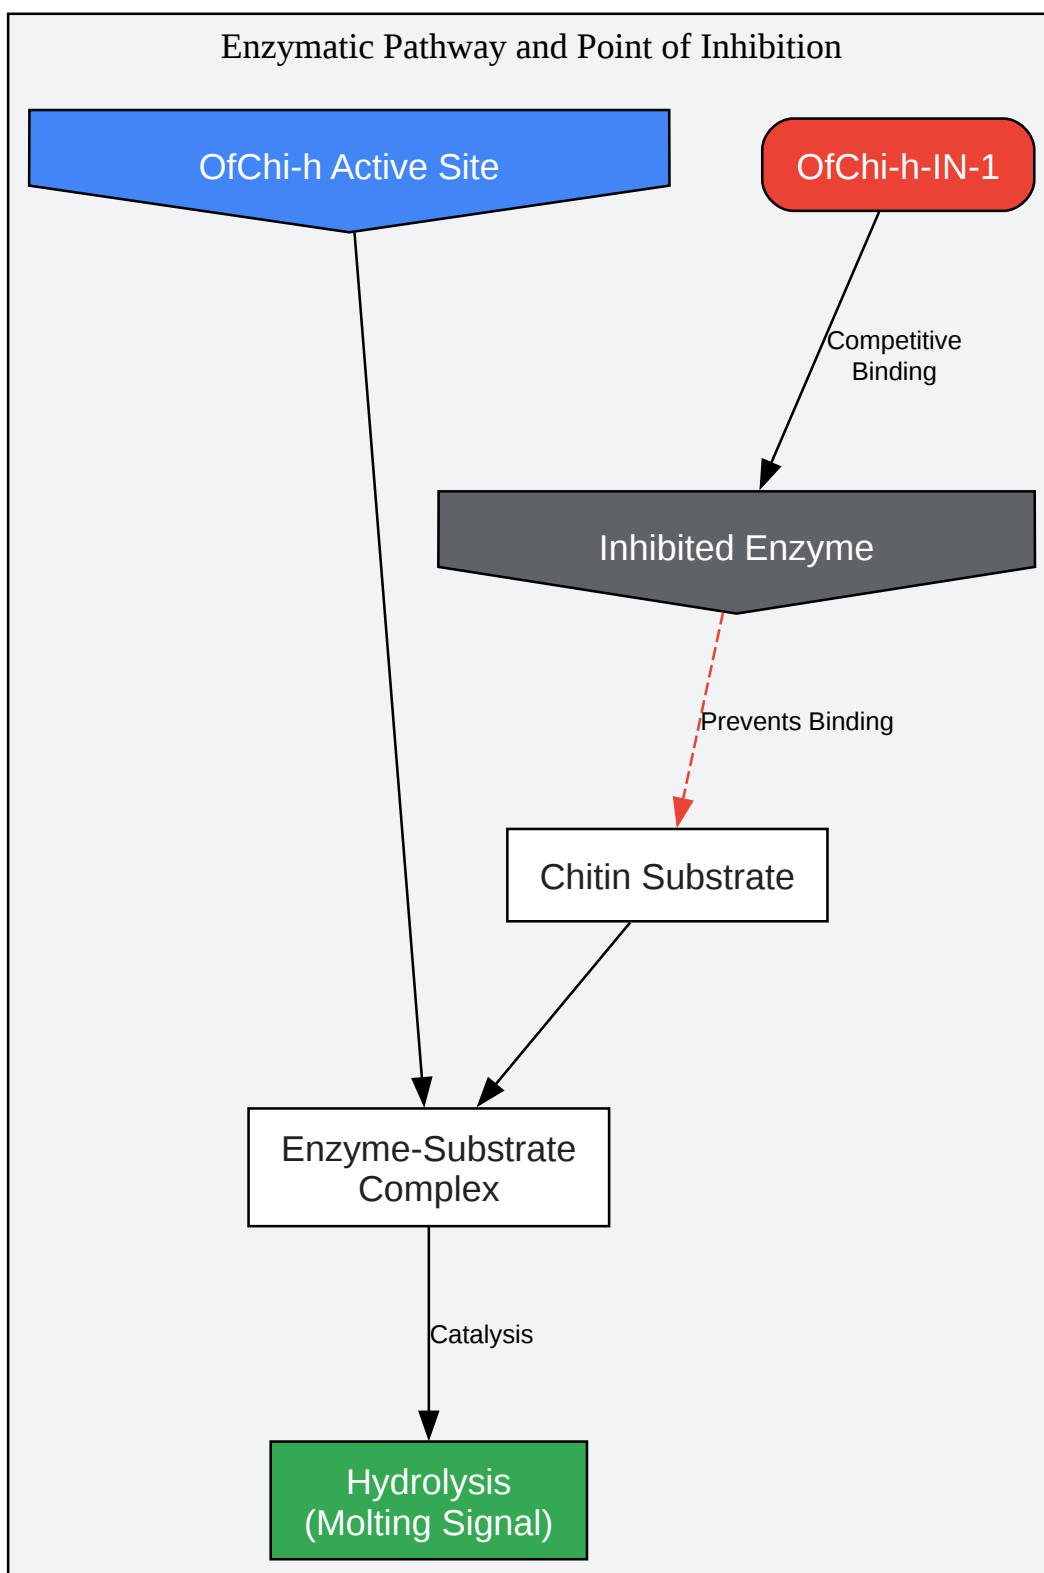 Enzymatic Pathway and Point of Inhibition
OfChi-h Active Site
OfChi-h-IN-1
Competitive
Binding
Inhibited Enzyme
Prevents Binding
Chitin Substrate
Enzyme-Substrate
Complex
Catalysis
Hydrolysis
(Molting Signal)